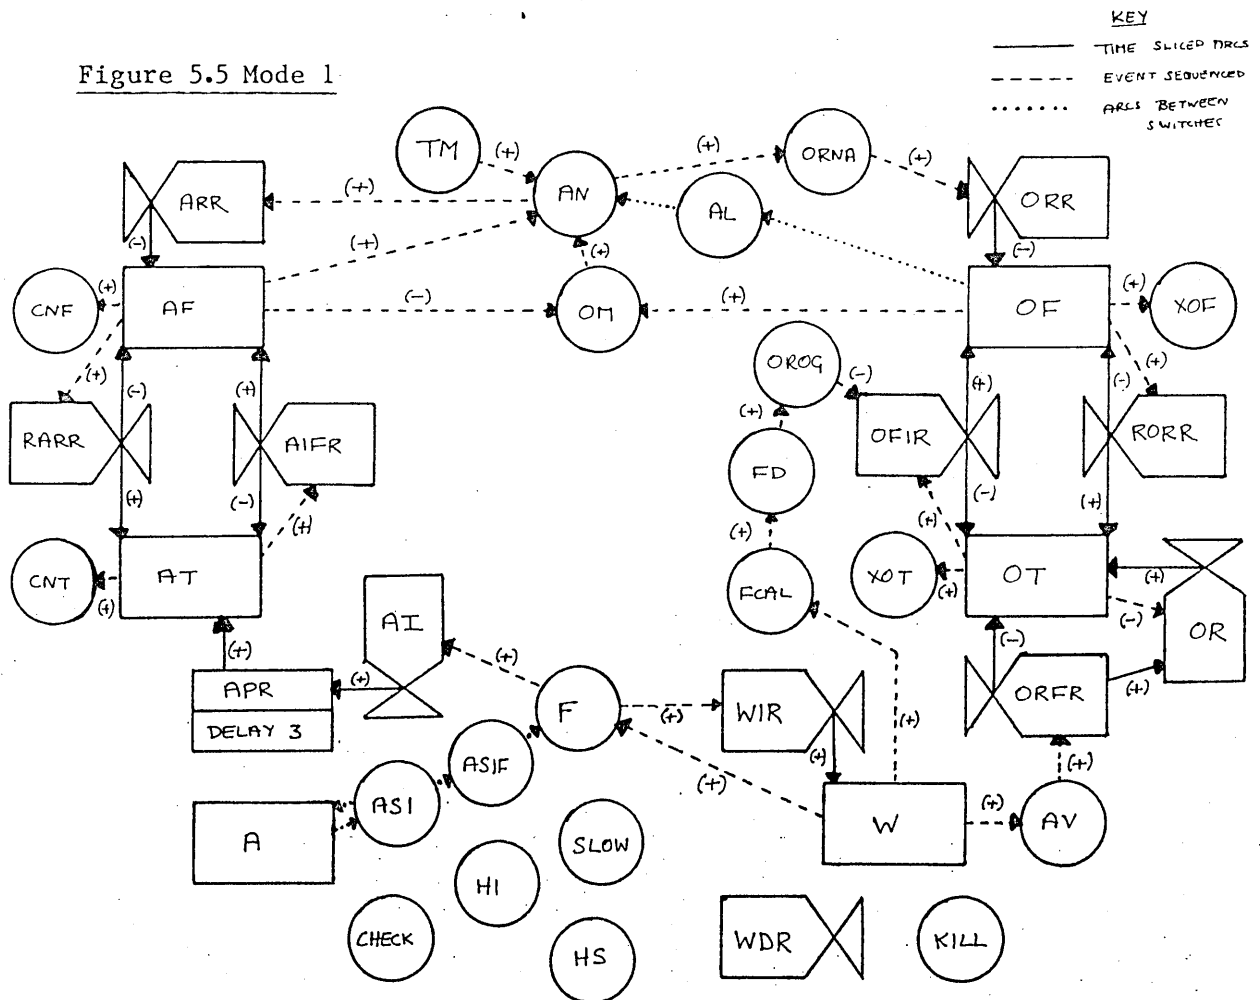 KEY
TIME SLICED ARCS
EVENT SEQUENCED
ARCS BETWEEN
SWITCHES
Figure 5.5 Mode 1
TM
(+)
AN
(+)
ORNA
(+)
ARR
(+)
AL
ORR
(-)
(+)
(+)
(-)
CNF
(+)
AF
(-)
OM
(+)
OF
(+)
XOF
(+)
(-)
(+)
OROG
(-)
(+)
(-)
(+)
RARR
AIFR
(+)
OFIR
RORR
FD
(+)
(-)
(+)
(+)
(+)
(-)
(+)
CNT
(+)
AT
FCAL
XOT
(+)
OT
(+)
(-)
OR
AI
(+)
(+)
(-)
APR
(+)
DELAY 3
F
(+)
WIR
(+)
(+)
ORFR
(+)
ASIF
(+)
(+)
ASI
A
SLOW
W
(+)
AV
HI
CHECK
HS
WDR
KILL